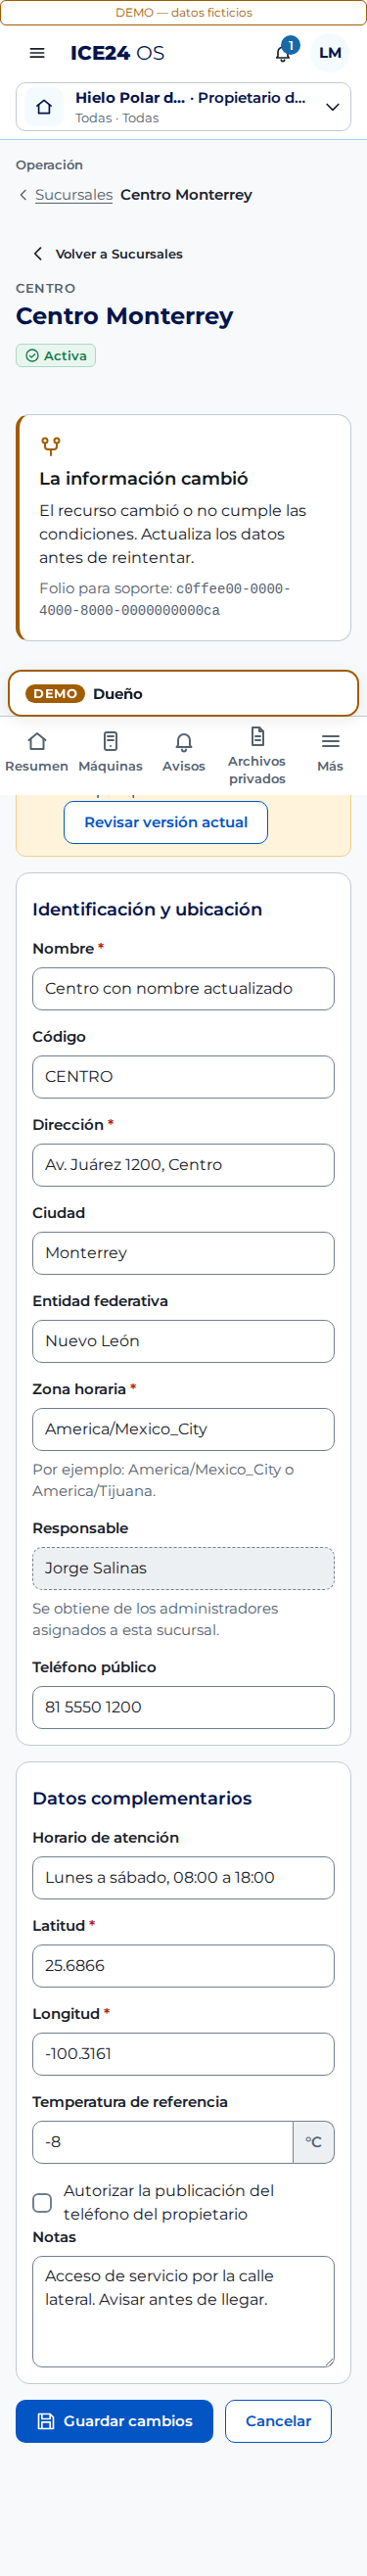 DEMO — datos ficticios
ICE24 OS
1
LM
Hielo Polar d... · Propietario d...
Todas · Todas
Operación
Sucursales Centro Monterrey
Volver a Sucursales
CENTRO
Centro Monterrey
Activa
La información cambió
El recurso cambió o no cumple las
condiciones. Actualiza los datos
antes de reintentar.
Folio para soporte: c0ffee00-0000-
4000-8000-0000000000ca
DEMO Dueño
Resumen
Máquinas
Avisos
Archivos
privados
Más
Revisar versión actual
Identificación y ubicación
Nombre *
Centro con nombre actualizado
Código
CENTRO
Dirección *
Av. Juárez 1200, Centro
Ciudad
Monterrey
Entidad federativa
Nuevo León
Zona horaria *
America/Mexico_City
Por ejemplo: America/Mexico_City o
America/Tijuana.
Responsable
Jorge Salinas
Se obtiene de los administradores
asignados a esta sucursal.
Teléfono público
81 5550 1200
Datos complementarios
Horario de atención
Lunes a sábado, 08:00 a 18:00
Latitud *
25.6866
Longitud *
-100.3161
Temperatura de referencia
-8 °C
Autorizar la publicación del
teléfono del propietario
Notas
Acceso de servicio por la calle
lateral. Avisar antes de llegar.
Guardar cambios
Cancelar